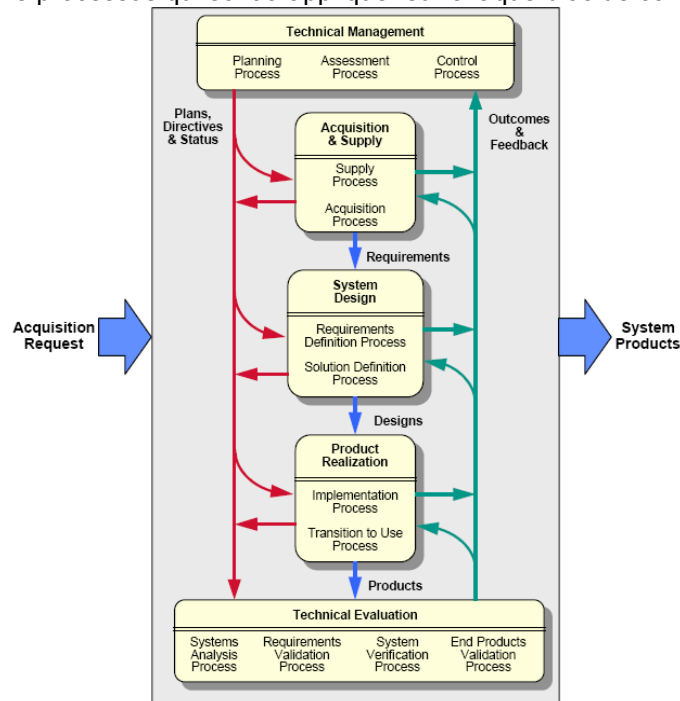 Technical Management
Planning Process
Assessment Process
Control Process
Plans,
Directives
& Status
Outcomes
&
Feedback
Acquisition
& Supply
Supply
Process
Acquisition
Process
Requirements
System
Design
Requirements
Definition Process
Solution Definition
Process
Acquisition
Request
System
Products
Designs
Product
Realization
Implementation
Process
Transition to Use
Process
Products
Technical Evaluation
Systems
Analysis
Process
Requirements
Validation
Process
System
Verification
Process
End Products
Validation
Process